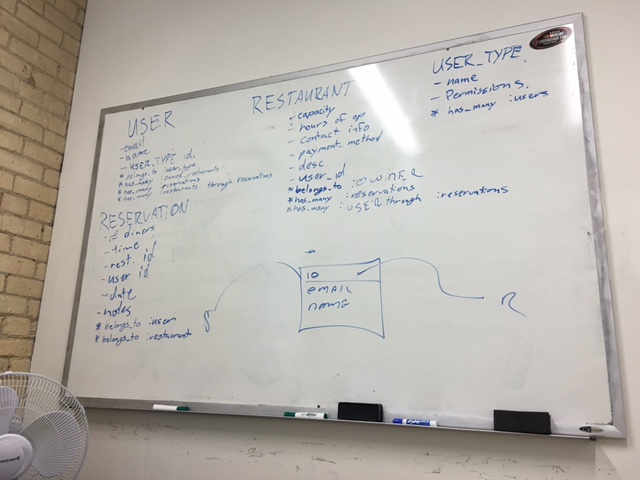 USER
- email
- name
- USER_TYPE id.
* belongs_to :user_type
* has_many :owned_restaurants
* has_many :reservations
* has_many :restaurants through reservations
RESERVATION
- # diners
- time
- rest. id
- user id
- date
- notes
* belongs_to :user
* belongs_to :restaurant
RESTAURANT
- capacity
- hours of op
- contact info
- payment method
- desc
- user_id
* belongs_to :OWNER
* has_many :reservations
* has_many :USER through :reservations
USER_TYPE
- name
- Permissions.
* has_many :users
ID
EMAIL
NAME
R